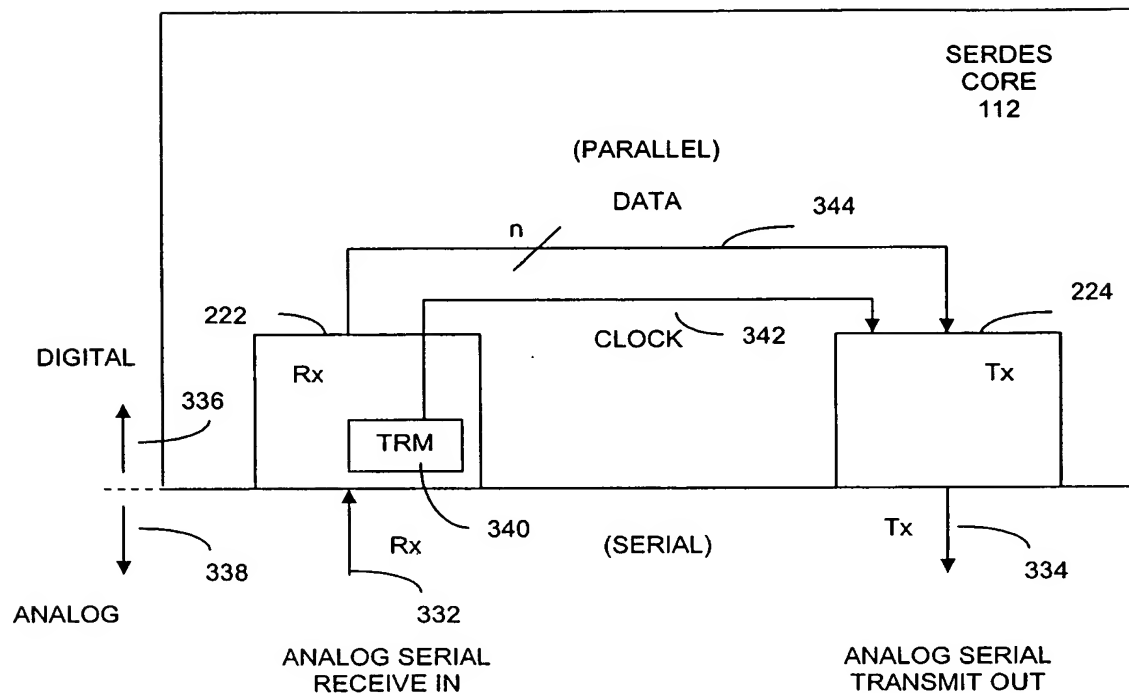 SERDES
CORE
112
(PARALLEL)
DATA
344
n
222
224
CLOCK
342
DIGITAL
Rx
Tx
336
TRM
340
Rx
(SERIAL)
Tx
338
332
334
ANALOG
ANALOG SERIAL
RECEIVE IN
ANALOG SERIAL
TRANSMIT OUT